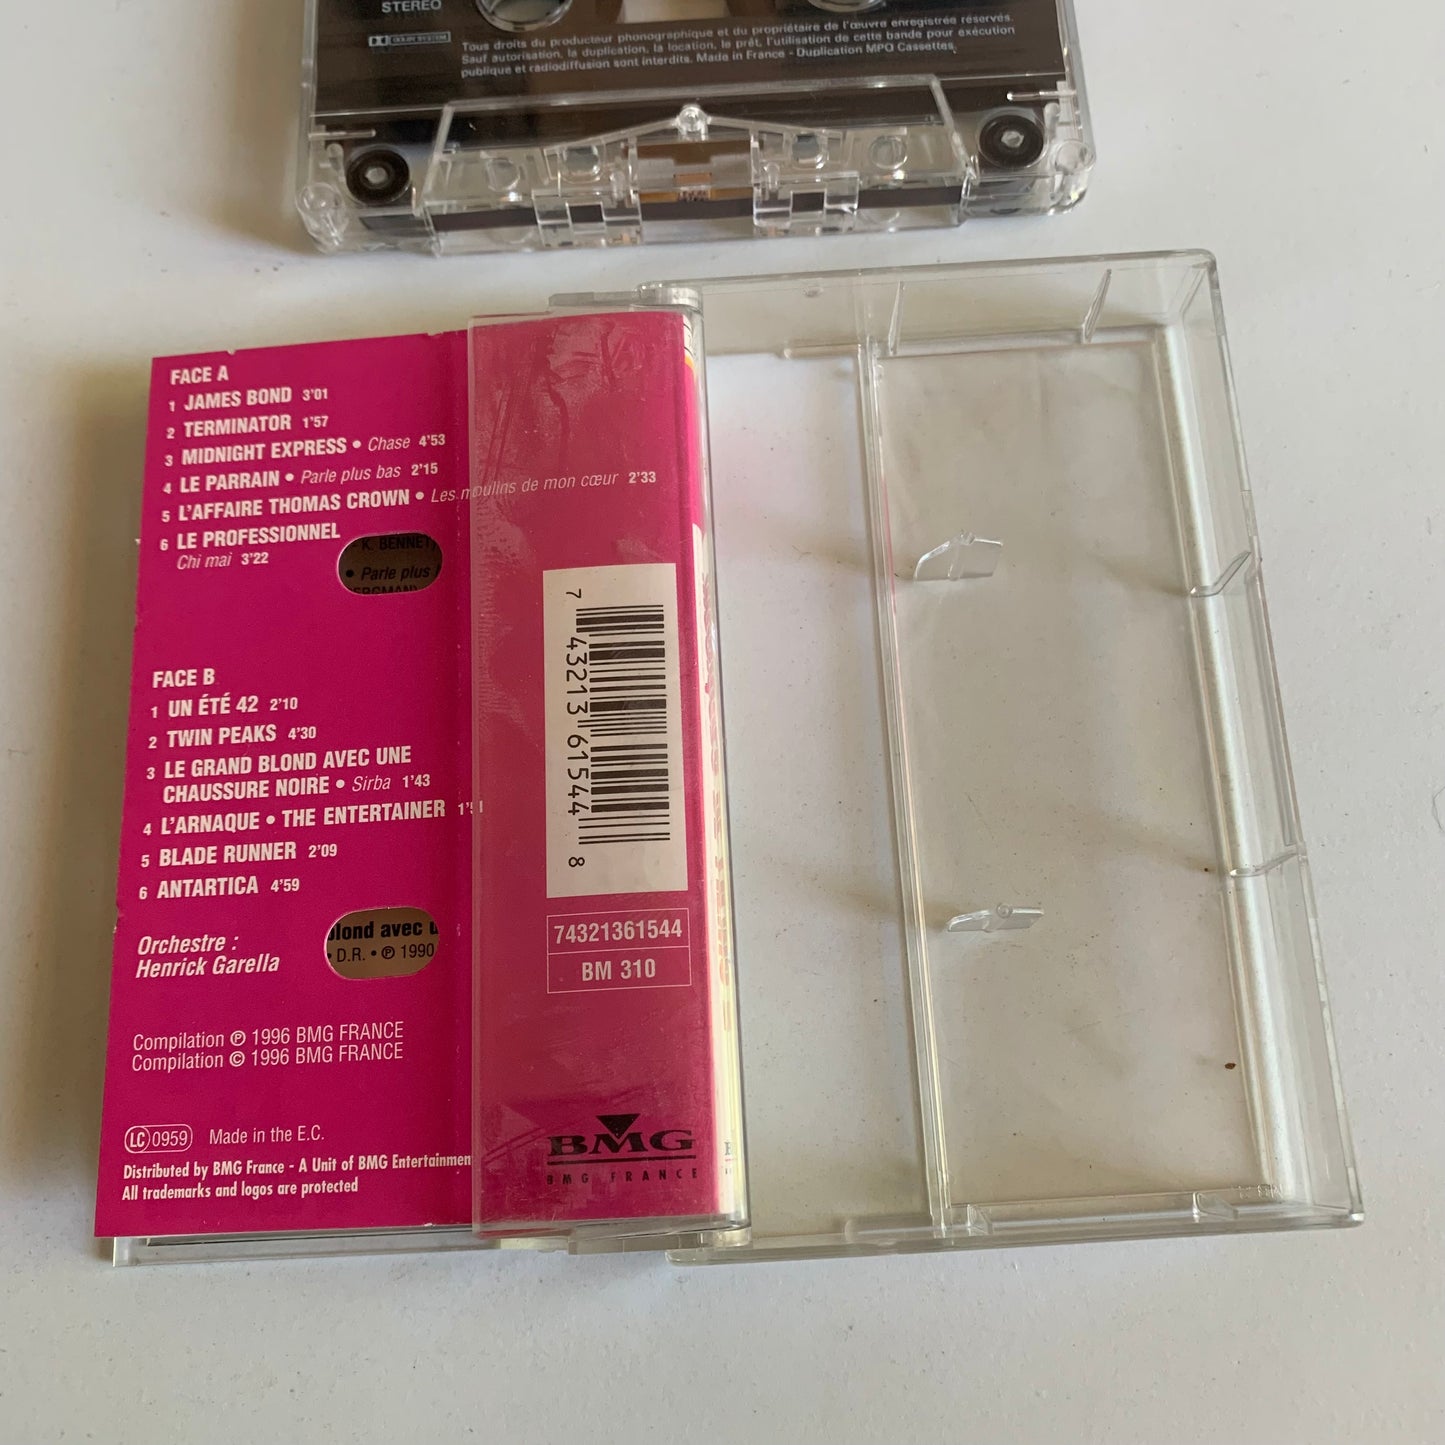 STEREO
DOLBY SYSTEM
Tous droits du producteur phonographique et du propriétaire de l'œuvre enregistrée réservés.
Sauf autorisation, la duplication, la location, le prêt, l'utilisation de cette bande pour exécution
publique et radiodiffusion sont interdits. Made in France - Duplication MPO Cassettes
FACE A
1 JAMES BOND 3'01
2 TERMINATOR 1'57
3 MIDNIGHT EXPRESS • Chase 4'53
4 LE PARRAIN • Parle plus bas 2'15
5 L'AFFAIRE THOMAS CROWN • Les moulins de mon cœur 2'33
6 LE PROFESSIONNEL
Chi mai 3'22
- K. BENNET
• Parle plus
FACE B
1 UN ÉTÉ 42 2'10
2 TWIN PEAKS 4'30
3 LE GRAND BLOND AVEC UNE
CHAUSSURE NOIRE • Sirba 1'43
4 L'ARNAQUE • THE ENTERTAINER
5 BLADE RUNNER 2'09
6 ANTARTICA 4'59
Orchestre :
Henrick Garella
blond avec u
• D.R. • ℗ 1990
Compilation ℗ 1996 BMG FRANCE
Compilation © 1996 BMG FRANCE
LC 0959 Made in the E.C.
Distributed by BMG France - A Unit of BMG Entertainmen
All trademarks and logos are protected
7 43213 61544 8
74321361544
BM 310
BMG
BMG FRANCE